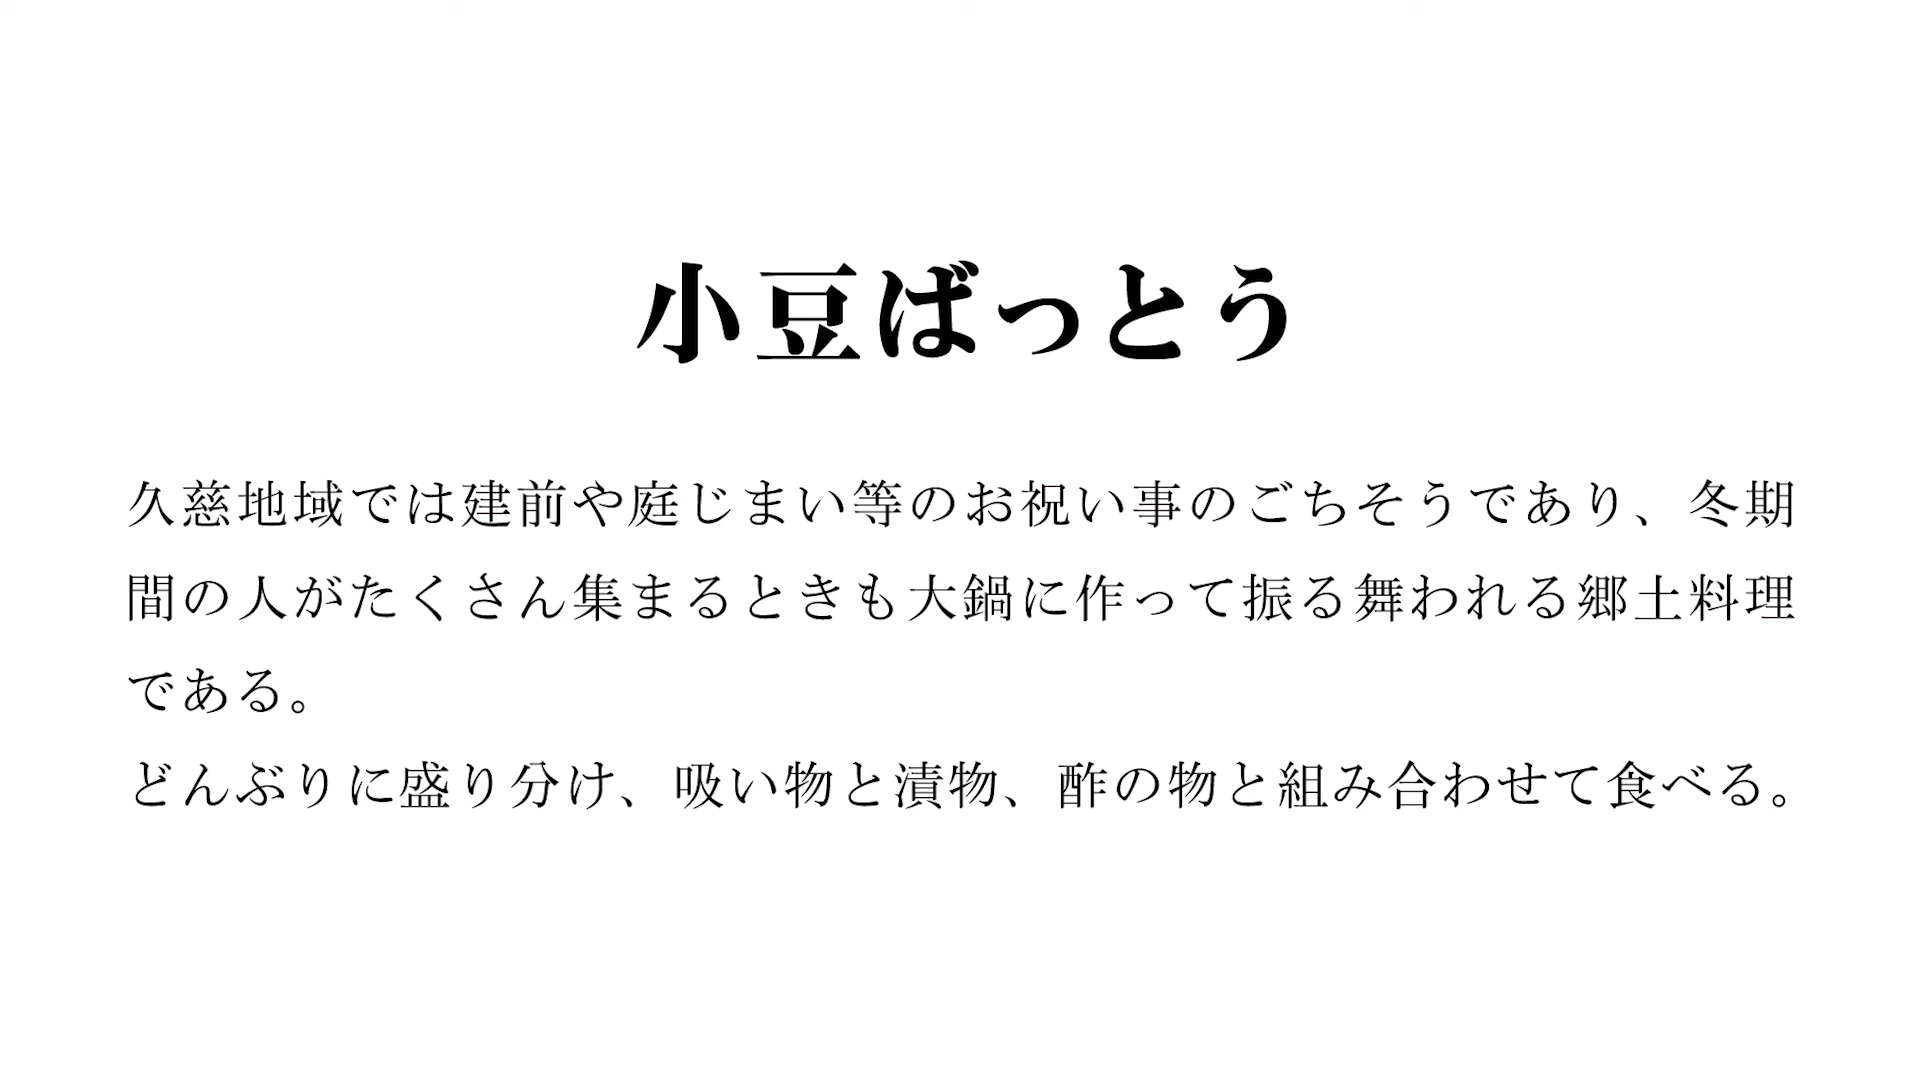 小豆ばっとう
久慈地域では建前や庭じまい等のお祝い事のごちそうであり、冬期
間の人がたくさん集まるときも大鍋に作って振る舞われる郷土料理
である。
どんぶりに盛り分け、吸い物と漬物、酢の物と組み合わせて食べる。